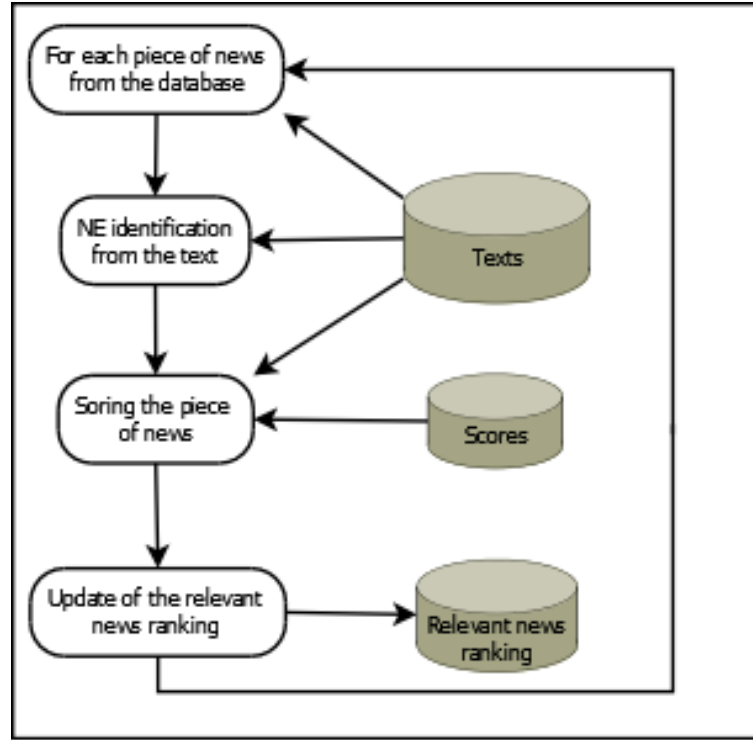 For each piece of news
from the database
NE identification
from the text
Texts
Soring the piece
of news
Scores
Update of the relevant
news ranking
Relevant news
ranking